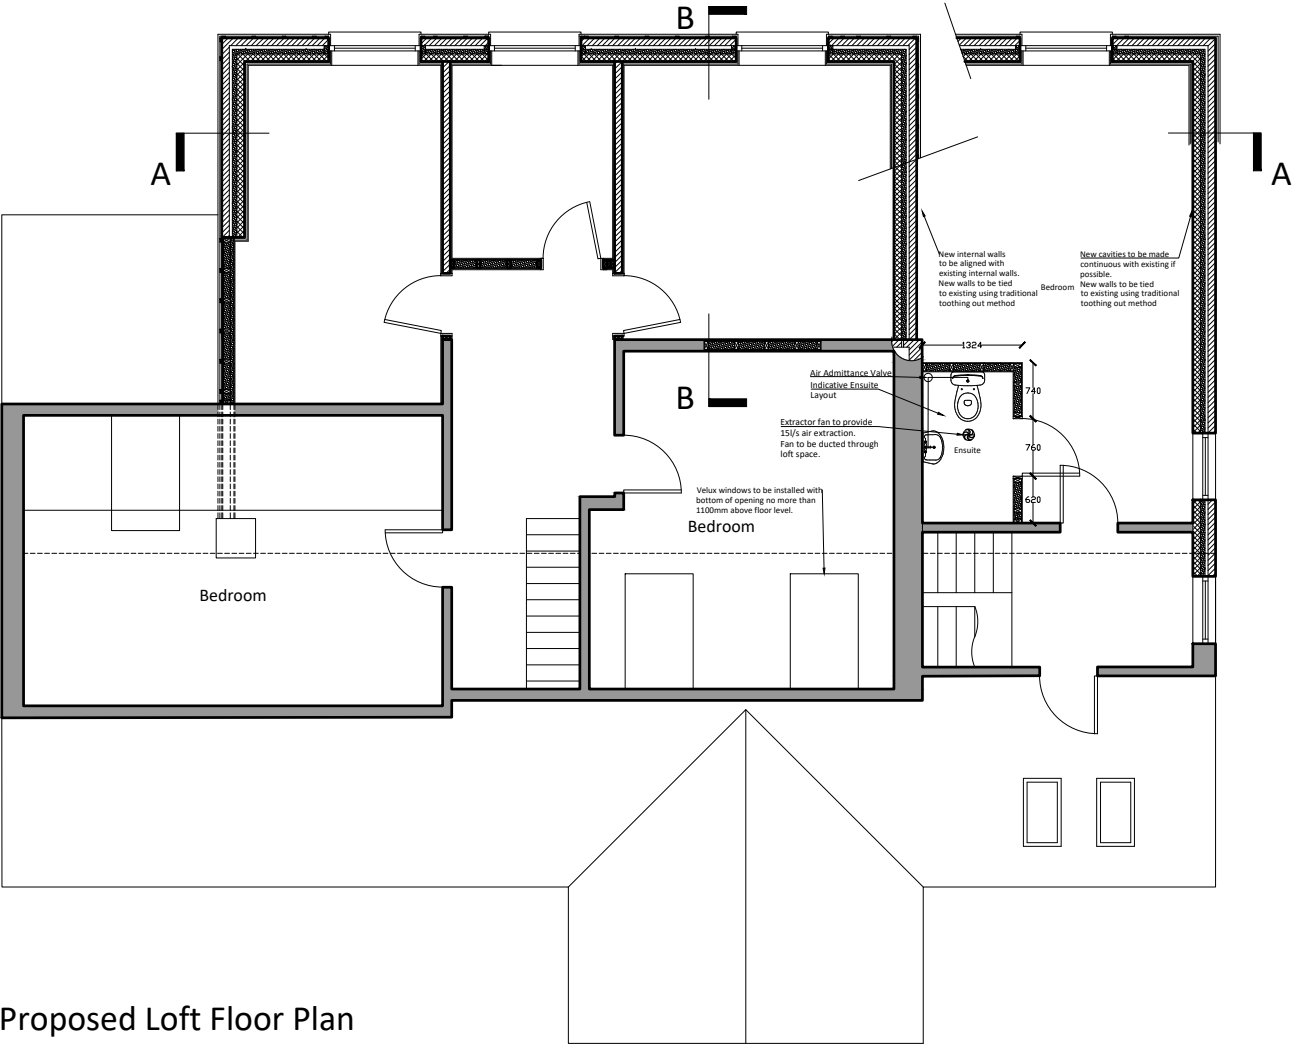 B
A
A
New internal walls
to be aligned with
existing internal walls.
New walls to be tied
to existing using traditional
toothing out method
New cavities to be made
continuous with existing if
possible.
New walls to be tied
to existing using traditional
toothing out method
Bedroom
1324
Air Admittance Valve
Indicative Ensuite
Layout
740
B
Extractor fan to provide
15l/s air extraction.
Fan to be ducted through
loft space.
Ensuite
760
Velux windows to be installed with
bottom of opening no more than
1100mm above floor level.
620
Bedroom
Bedroom
Proposed Loft Floor Plan